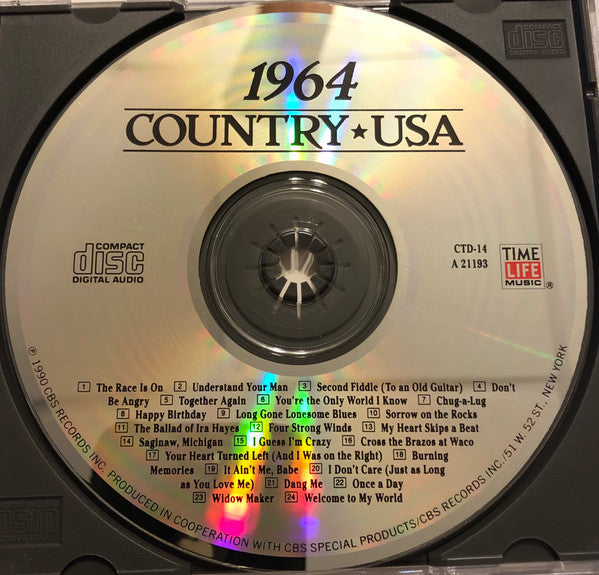 1964
COUNTRY★USA
COMPACT
disc
DIGITAL AUDIO
CTD-14
A 21193
TIME
LIFE
MUSIC®
1 The Race Is On 2 Understand Your Man 3 Second Fiddle (To an Old Guitar) 4 Don't
Be Angry 5 Together Again 6 You're the Only World I Know 7 Chug-a-Lug
8 Happy Birthday 9 Long Gone Lonesome Blues 10 Sorrow on the Rocks
11 The Ballad of Ira Hayes 12 Four Strong Winds 13 My Heart Skips a Beat
14 Saginaw, Michigan 15 I Guess I'm Crazy 16 Cross the Brazos at Waco
17 Your Heart Turned Left (And I Was on the Right) 18 Burning
Memories 19 It Ain't Me, Babe 20 I Don't Care (Just as Long
as You Love Me) 21 Dang Me 22 Once a Day
23 Widow Maker 24 Welcome to My World
℗ 1990 CBS RECORDS INC. PRODUCED IN COOPERATION WITH CBS SPECIAL PRODUCTS/CBS RECORDS INC./51 W. 52 ST., NEW YORK
COMPACT
disc
DIGITAL AUDIO